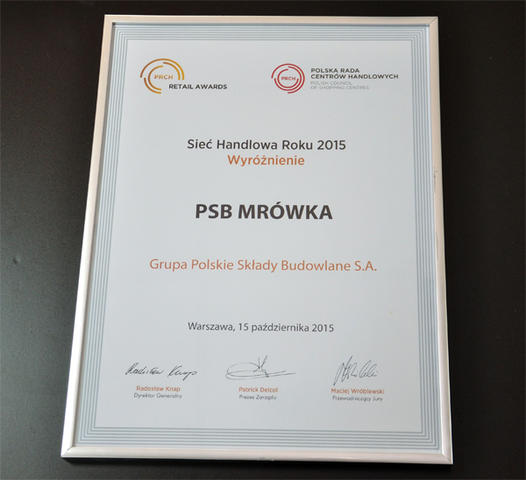 PRCH
RETAIL AWARDS
PRCH
POLSKA RADA
CENTRÓW HANDLOWYCH
POLISH COUNCIL
OF SHOPPING CENTRES
Sieć Handlowa Roku 2015
Wyróżnienie
PSB MRÓWKA
Grupa Polskie Składy Budowlane S.A.
Warszawa, 15 października 2015
Radosław Knap
Radosław Knap
Dyrektor Generalny
Patrick Delcol
Prezes Zarządu
Maciej Wróblewski
Przewodniczący Jury